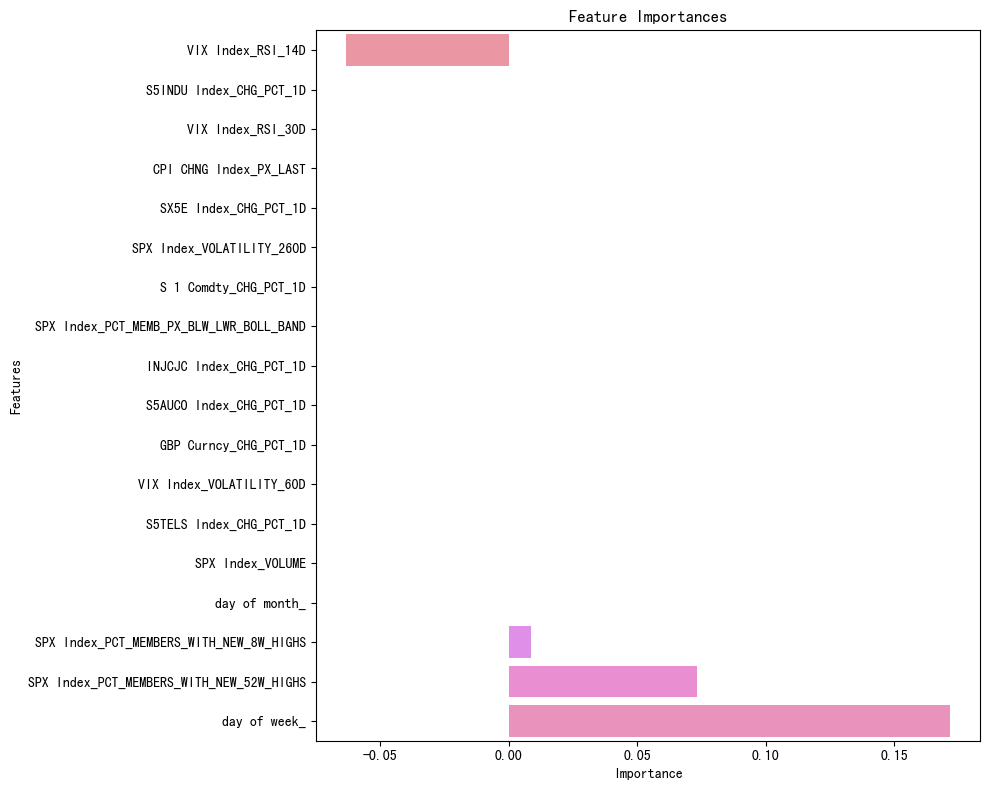 Feature Importances
VIX Index_RSI_14D
S5INDU Index_CHG_PCT_1D
VIX Index_RSI_30D
CPI CHNG Index_PX_LAST
SX5E Index_CHG_PCT_1D
SPX Index_VOLATILITY_260D
S 1 Comdty_CHG_PCT_1D
SPX Index_PCT_MEMB_PX_BLW_LWR_BOLL_BAND
INJCJC Index_CHG_PCT_1D
S5AUCO Index_CHG_PCT_1D
GBP Curncy_CHG_PCT_1D
VIX Index_VOLATILITY_60D
S5TELS Index_CHG_PCT_1D
SPX Index_VOLUME
day of month_
SPX Index_PCT_MEMBERS_WITH_NEW_8W_HIGHS
SPX Index_PCT_MEMBERS_WITH_NEW_52W_HIGHS
day of week_
Features
−0.05 0.00 0.05 0.10 0.15
Importance